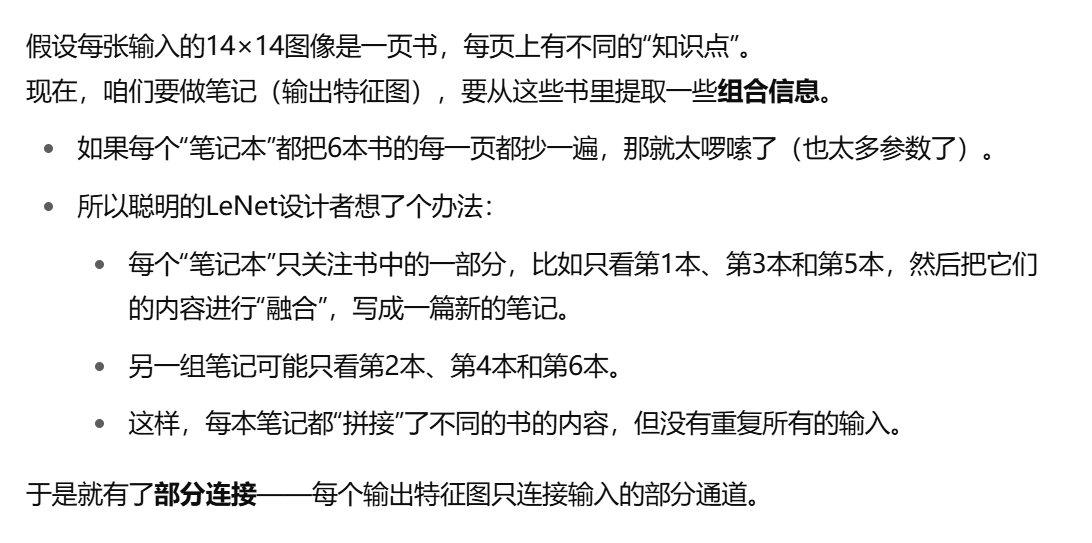 假设每张输入的14×14图像是一页书，每页上有不同的“知识点”。
现在，咱们要做笔记（输出特征图），要从这些书里提取一些组合信息。
如果每个“笔记本”都把6本书的每一页都抄一遍，那就太啰嗦了（也太多参数了）。
所以聪明的LeNet设计者想了个办法：
每个“笔记本”只关注书中的一部分，比如只看第1本、第3本和第5本，然后把它们
的内容进行“融合”，写成一篇新的笔记。
另一组笔记可能只看第2本、第4本和第6本。
这样，每本笔记都“拼接”了不同的书的内容，但没有重复所有的输入。
于是就有了部分连接——每个输出特征图只连接输入的部分通道。